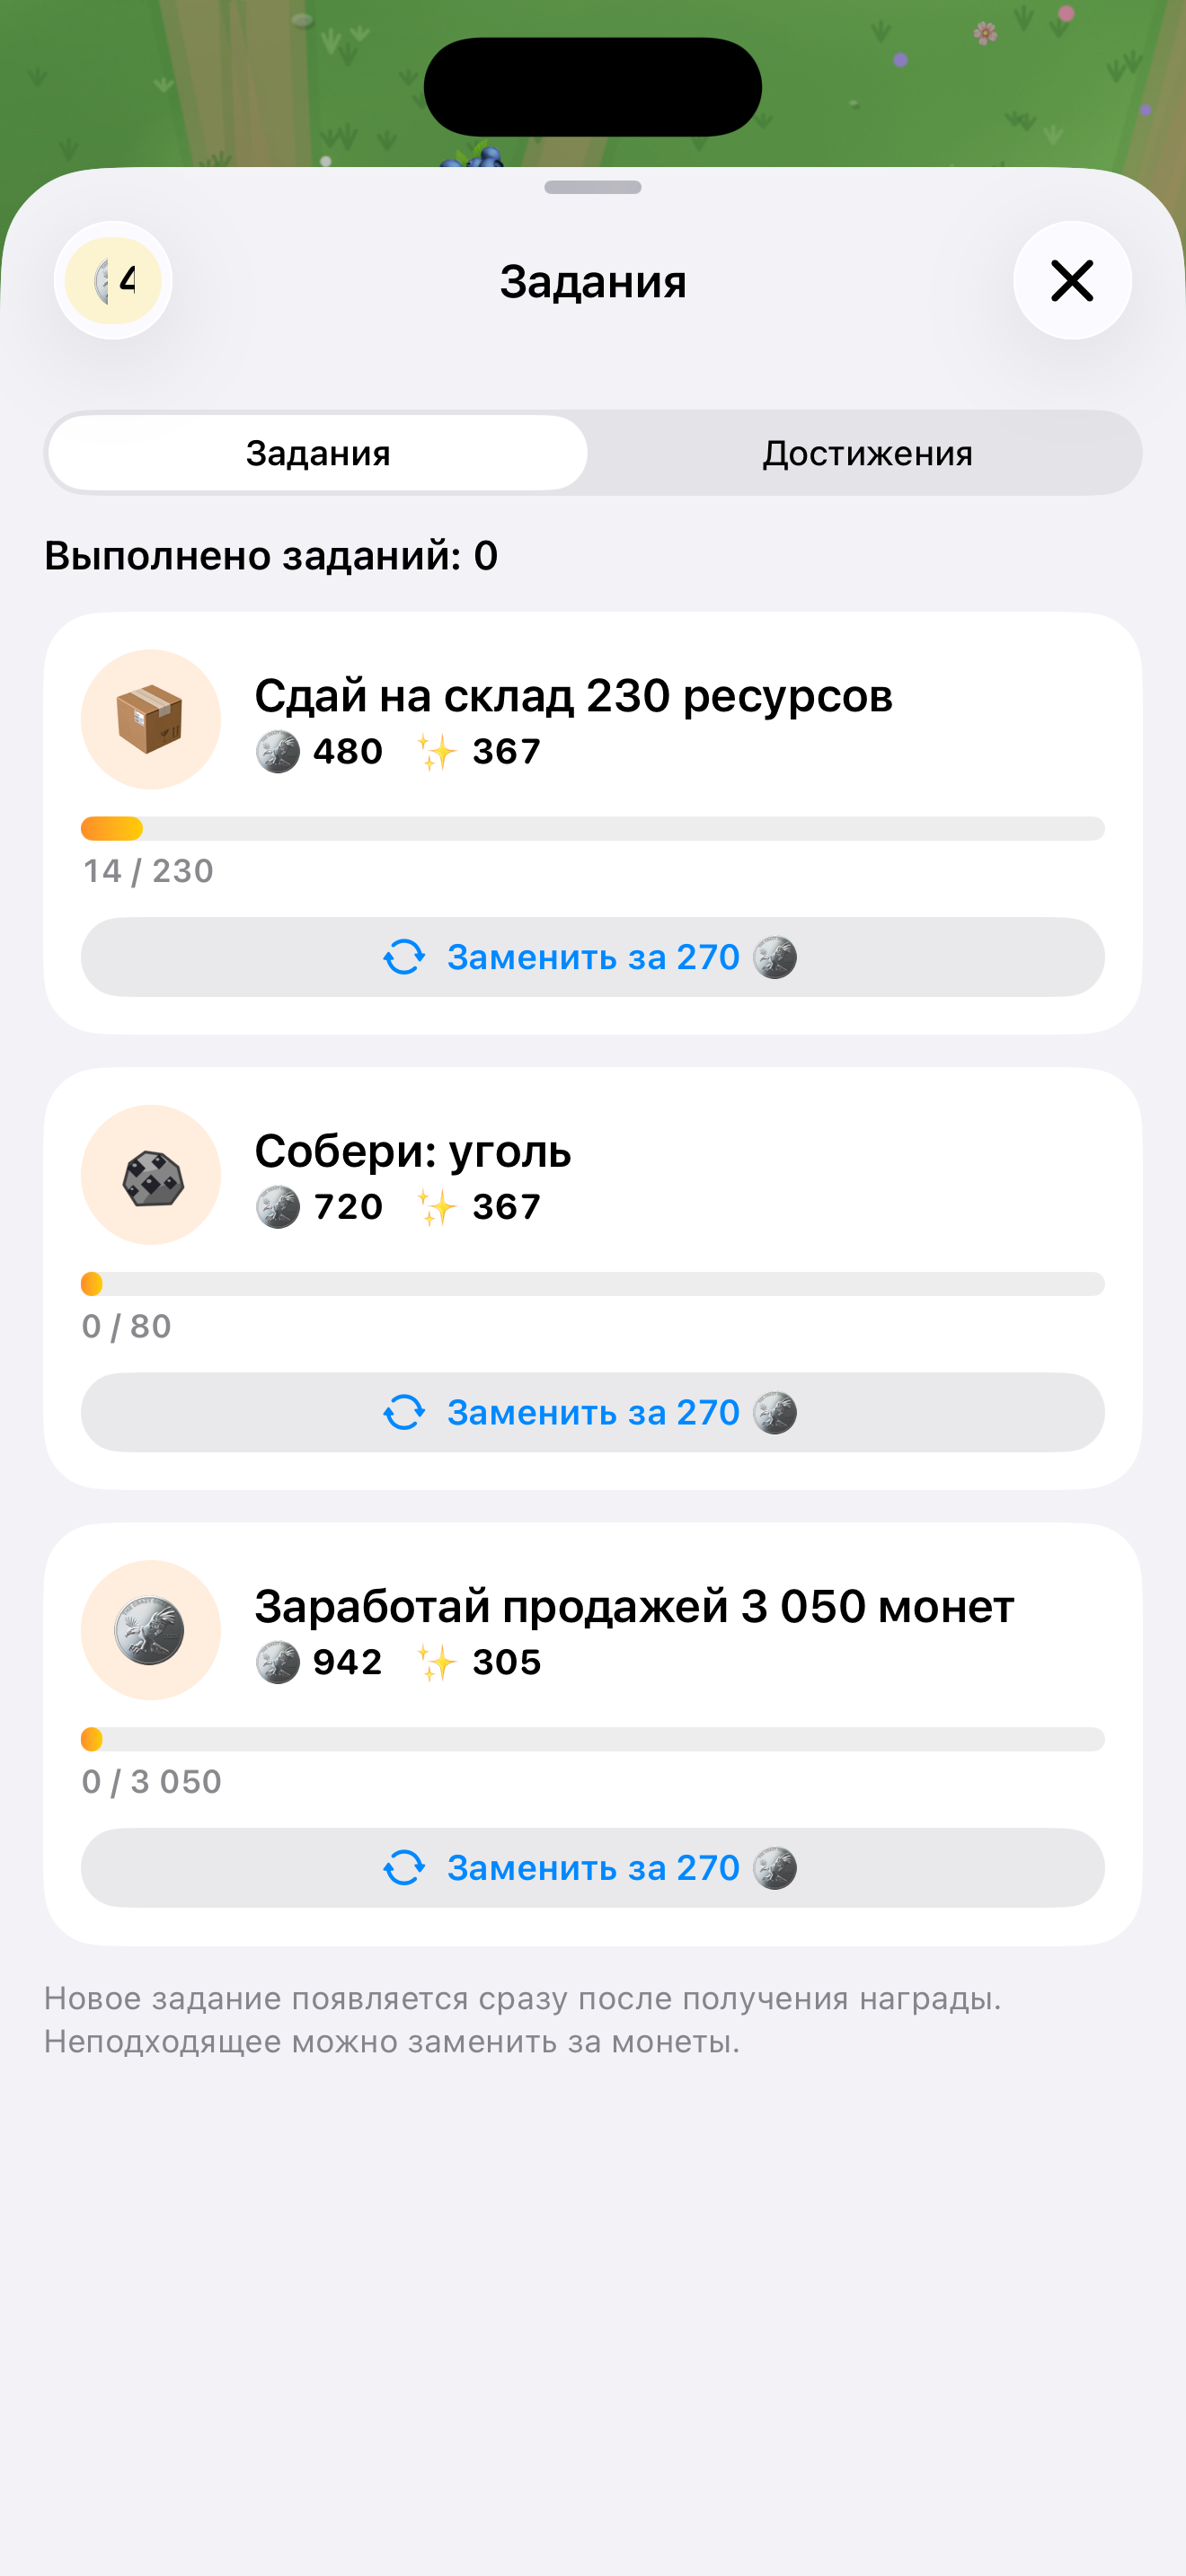 4
Задания
Задания
Достижения
Выполнено заданий: 0
Сдай на склад 230 ресурсов
480 367
14 / 230
Заменить за 270
Собери: уголь
720 367
0 / 80
Заменить за 270
Заработай продажей 3 050 монет
942 305
0 / 3 050
Заменить за 270
Новое задание появляется сразу после получения награды.
Неподходящее можно заменить за монеты.